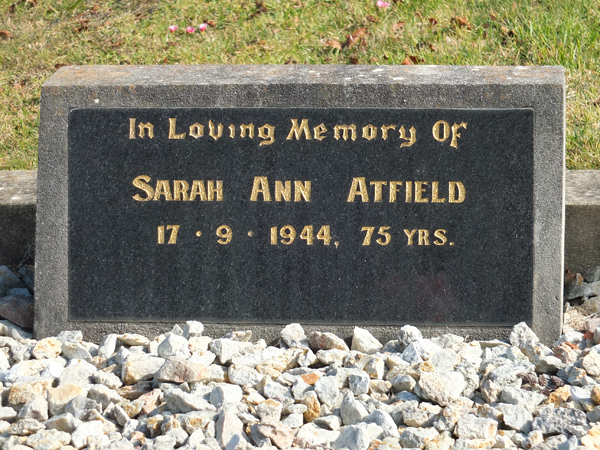 In Loving Memory Of
SARAH ANN ATFIELD
17 · 9 · 1944, 75 YRS.